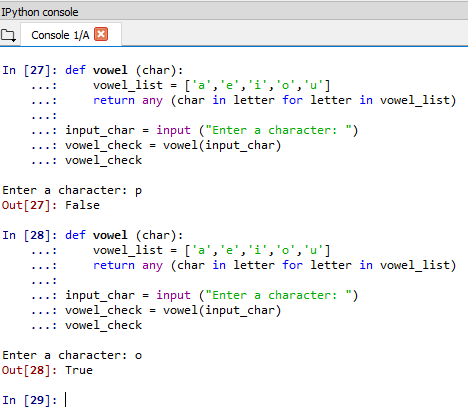 IPython console
Console 1/A
In [27]: def vowel (char):
...: vowel_list = ['a','e','i','o','u']
...: return any (char in letter for letter in vowel_list)
...:
...: input_char = input ("Enter a character: ")
...: vowel_check = vowel(input_char)
...: vowel_check
Enter a character: p
Out[27]: False
In [28]: def vowel (char):
...: vowel_list = ['a','e','i','o','u']
...: return any (char in letter for letter in vowel_list)
...:
...: input_char = input ("Enter a character: ")
...: vowel_check = vowel(input_char)
...: vowel_check
Enter a character: o
Out[28]: True
In [29]: